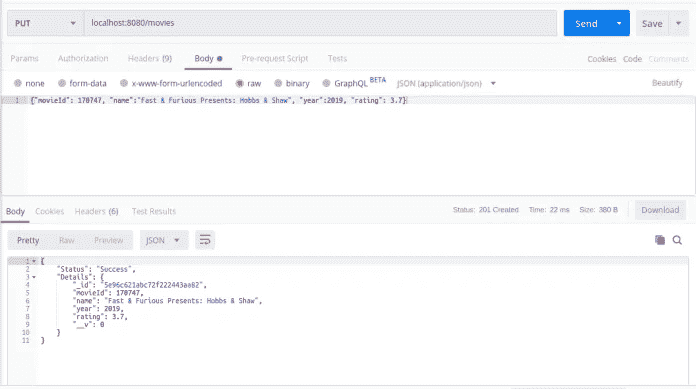 PUT localhost:8080/movies Send Save
Params Authorization Headers (9) Body Pre-request Script Tests Cookies Code Comments
none form-data x-www-form-urlencoded raw binary GraphQL BETA JSON (application/json) Beautify
1 {"movieId": 170747, "name":"Fast & Furious Presents: Hobbs & Shaw", "year":2019, "rating": 3.7}
Body Cookies Headers (6) Test Results Status: 201 Created Time: 22 ms Size: 380 B Download
Pretty Raw Preview JSON
1 {
2 "Status": "Success",
3 "Details": {
4 "_id": "5e96c621abc72f222443aa82",
5 "movieId": 170747,
6 "name": "Fast & Furious Presents: Hobbs & Shaw",
7 "year": 2019,
8 "rating": 3.7,
9 "__v": 0
10 }
11 }